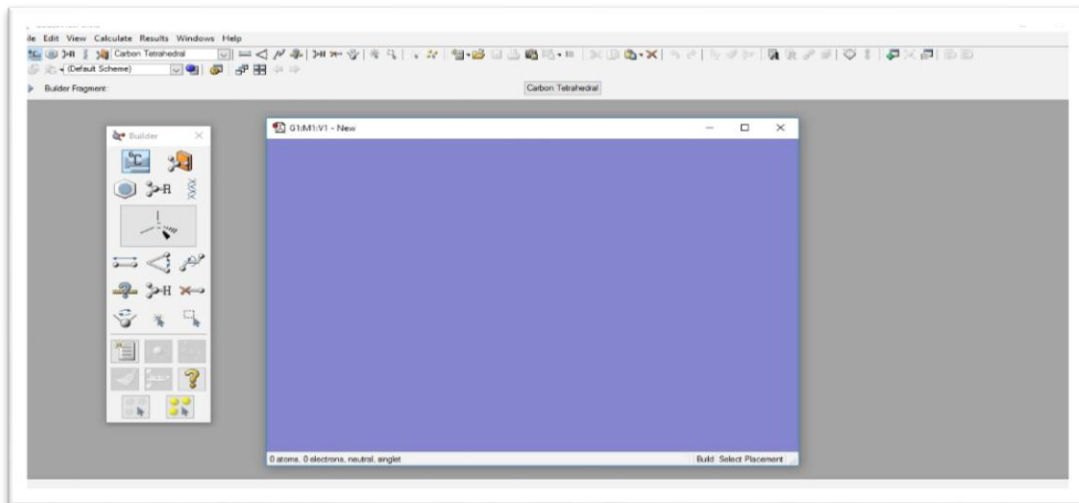 le Edit View Calculate Results Windows Help
Carbon Tetrahedral
(Default Scheme)
Builder Fragment: Carbon Tetrahedral
Builder
G1:M1:V1 - New
0 atoms, 0 electrons, neutral, singlet
Build Select Placement